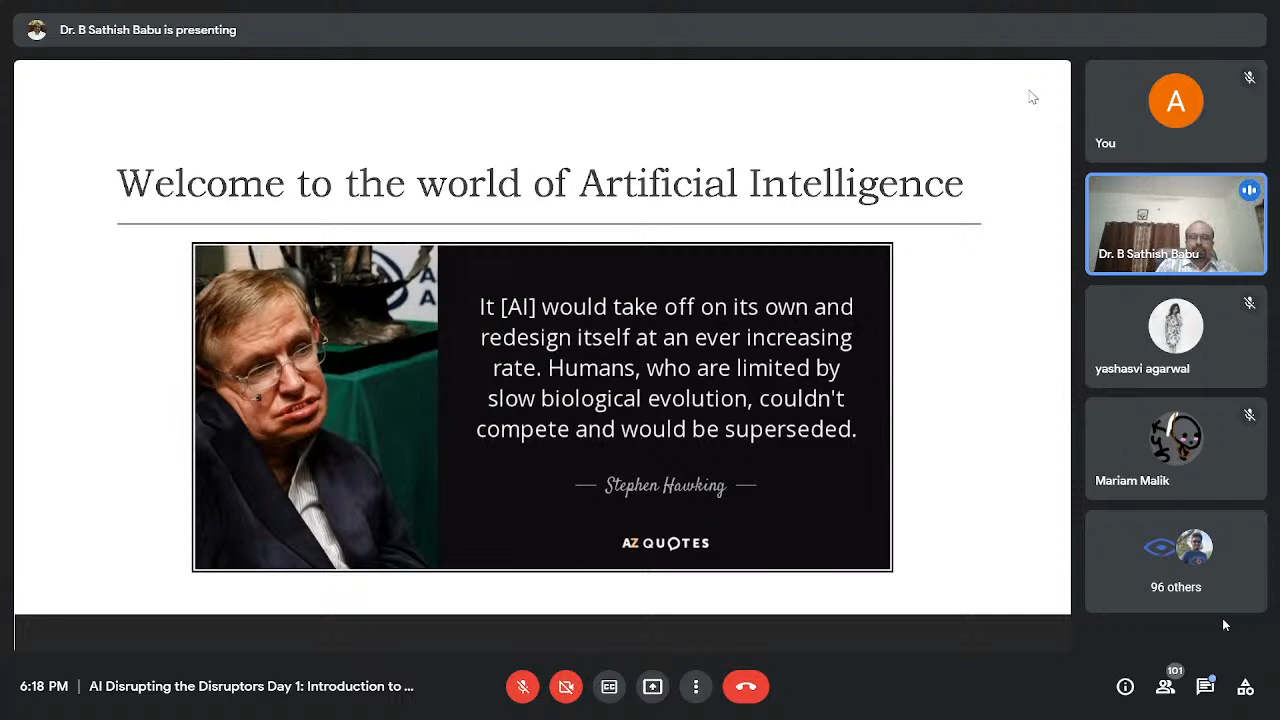 Dr. B Sathish Babu is presenting
Welcome to the world of Artificial Intelligence
It [AI] would take off on its own and
redesign itself at an ever increasing
rate. Humans, who are limited by
slow biological evolution, couldn't
compete and would be superseded.
Stephen Hawking
AZ QUOTES
A
You
Dr. B Sathish Babu
yashasvi agarwal
Mariam Malik
96 others
6:18 PM | AI Disrupting the Disruptors Day 1: Introduction to ...
CC
101